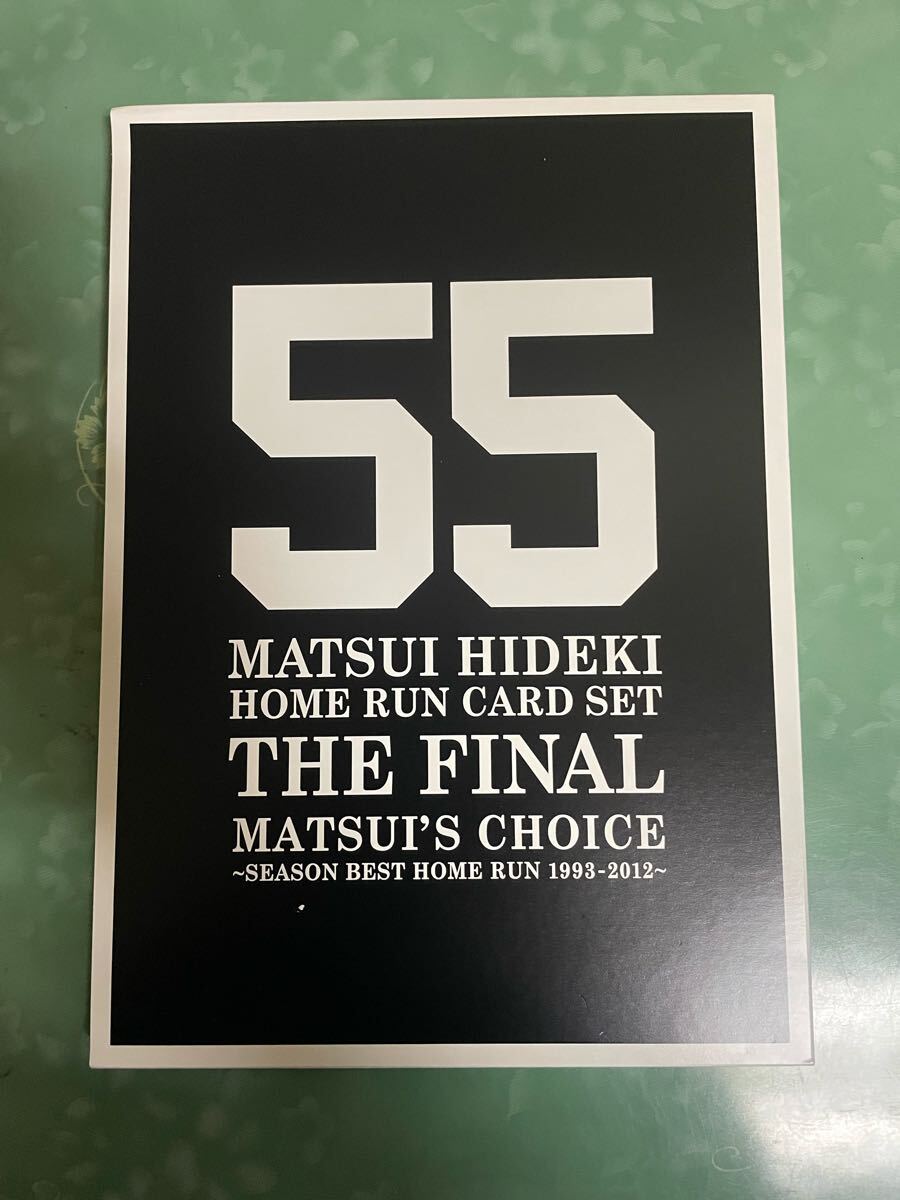 55
MATSUI HIDEKI
HOME RUN CARD SET
THE FINAL
MATSUI'S CHOICE
~SEASON BEST HOME RUN 1993-2012~